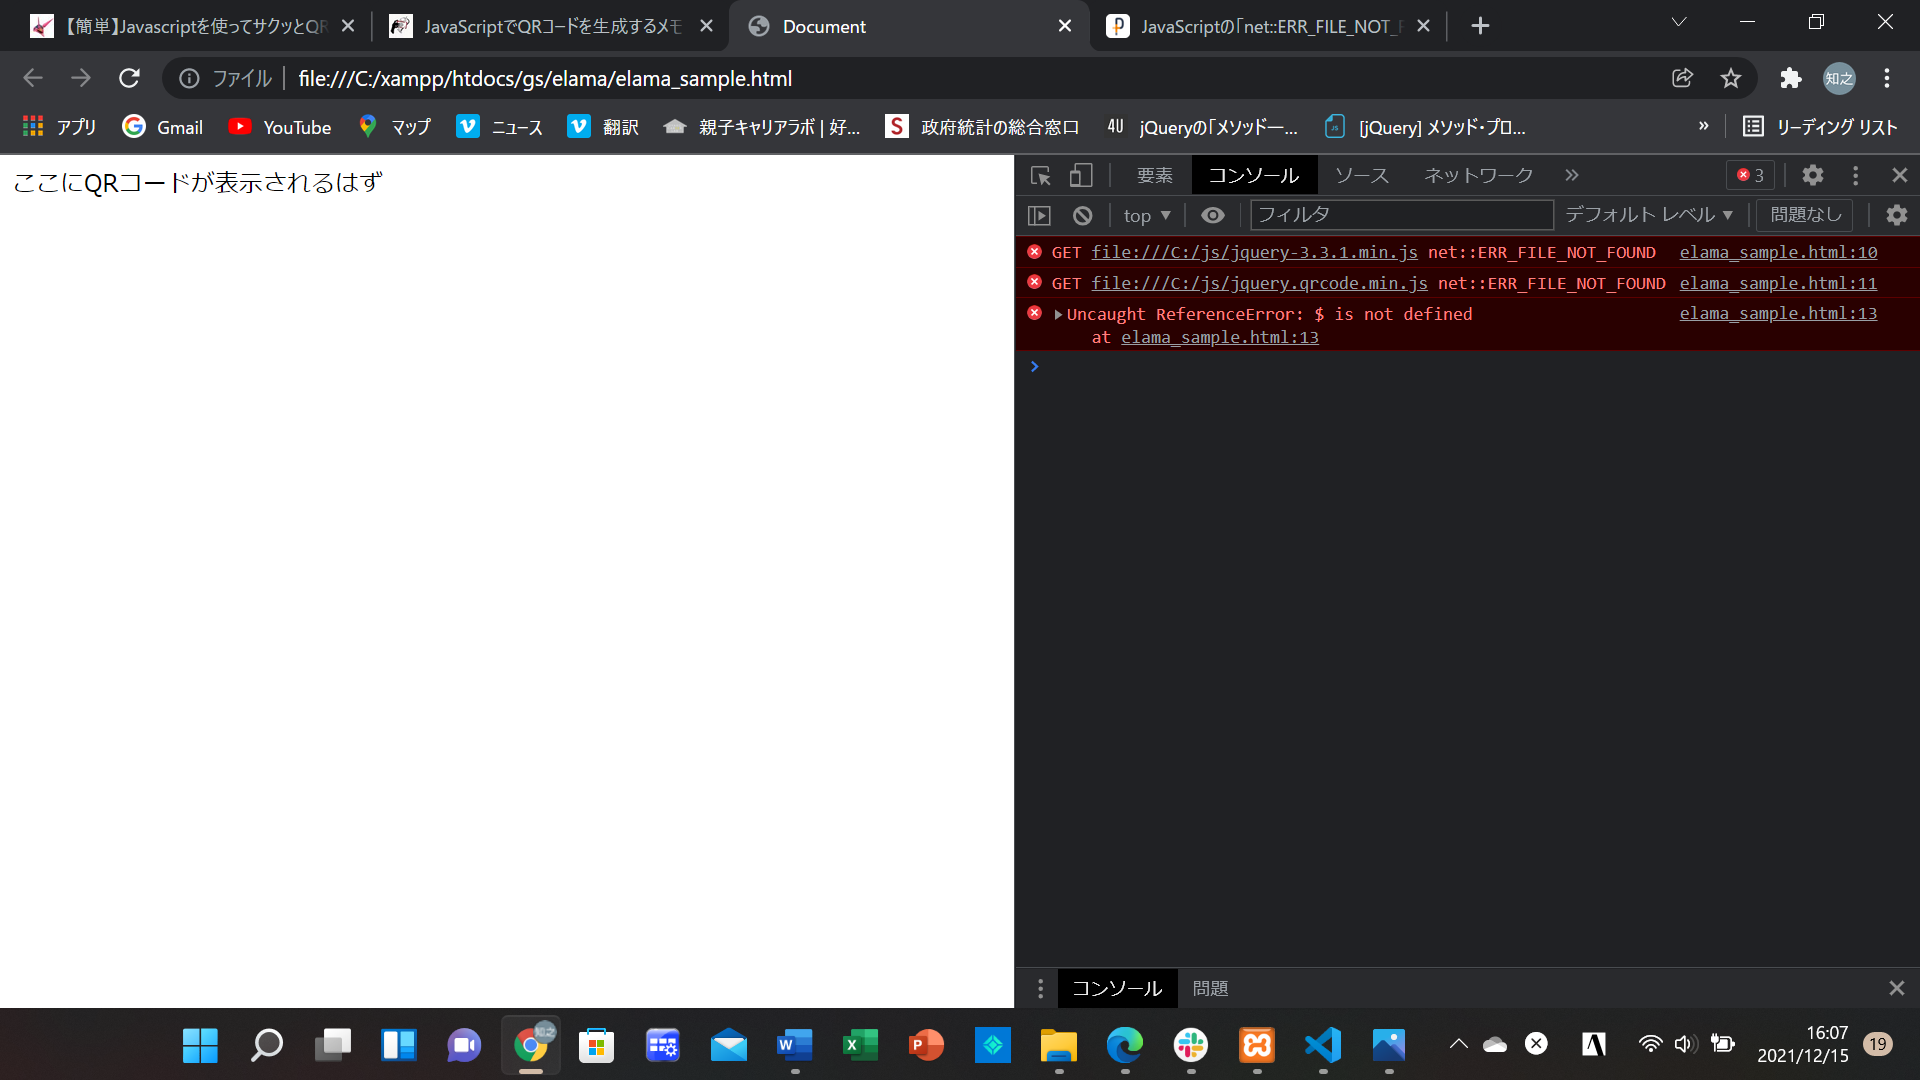 【簡単】Javascriptを使ってサクッとQR
JavaScriptでQRコードを生成するメモ
Document
JavaScriptの「net::ERR_FILE_NOT_F
ファイル file:///C:/xampp/htdocs/gs/elama/elama_sample.html
知之
アプリ
Gmail
YouTube
マップ
ニュース
翻訳
親子キャリアラボ | 好...
S 政府統計の総合窓口
4U jQueryの「メソッド一...
JS [jQuery] メソッド・プロ...
»
リーディング リスト
ここにQRコードが表示されるはず
要素 コンソール ソース ネットワーク » 3
top フィルタ デフォルト レベル 問題なし
GET file:///C:/js/jquery-3.3.1.min.js net::ERR_FILE_NOT_FOUND elama_sample.html:10
GET file:///C:/js/jquery.qrcode.min.js net::ERR_FILE_NOT_FOUND elama_sample.html:11
Uncaught ReferenceError: $ is not defined elama_sample.html:13
at elama_sample.html:13
コンソール 問題
16:07
2021/12/15
19